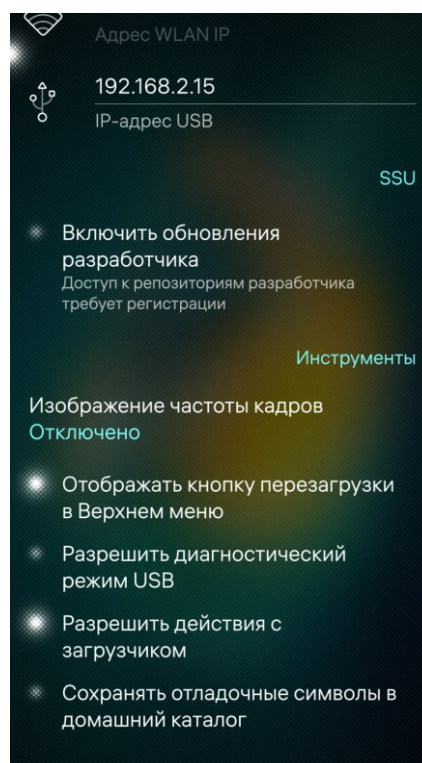 Адрес WLAN IP
192.168.2.15
IP-адрес USB
SSU
Включить обновления
разработчика
Доступ к репозиториям разработчика
требует регистрации
Инструменты
Изображение частоты кадров
Отключено
Отображать кнопку перезагрузки
в Верхнем меню
Разрешить диагностический
режим USB
Разрешить действия с
загрузчиком
Сохранять отладочные символы в
домашний каталог